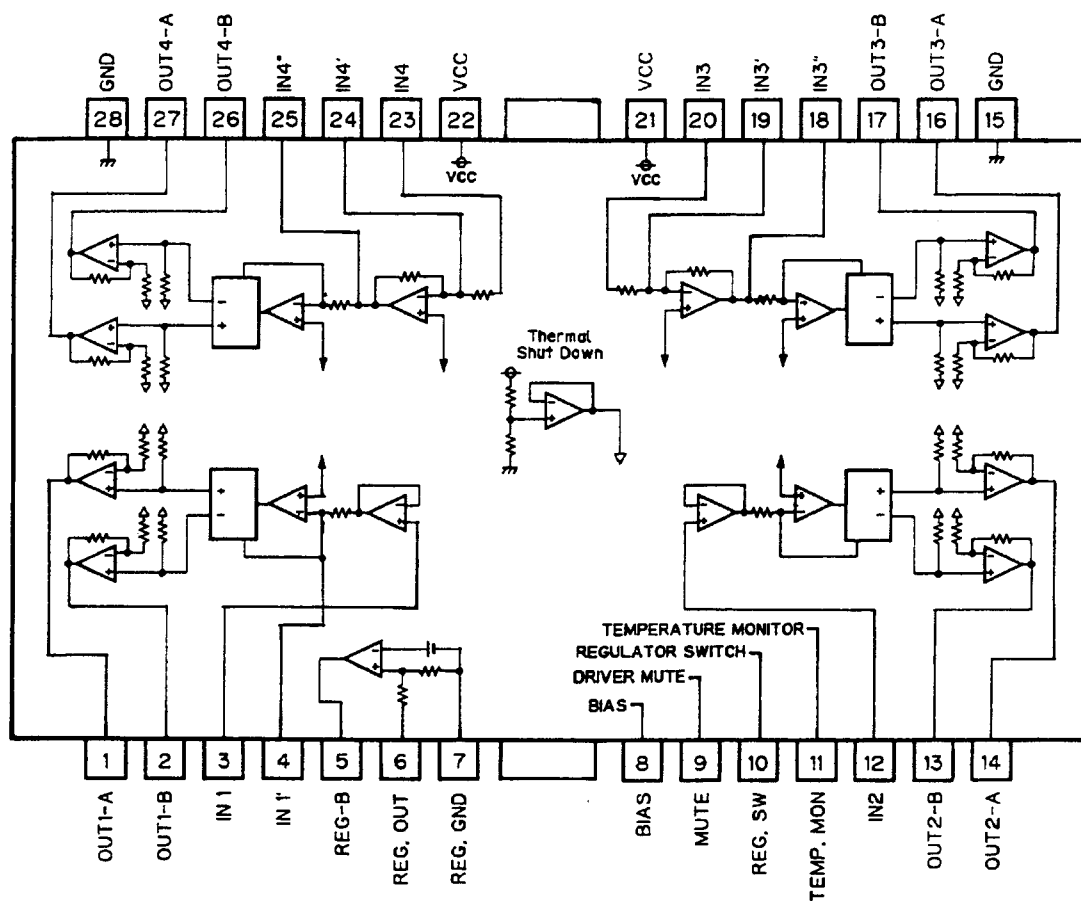 GND
OUT4-A
OUT4-B
IN4"
IN4'
IN4
VCC
VCC
IN3
IN3'
IN3"
OUT3-B
OUT3-A
GND
28
27
26
25
24
23
22
21
20
19
18
17
16
15
VCC
VCC
- +
- +
- +
- +
- +
- +
- +
- +
Thermal
Shut Down
- +
+ -
+ -
+ -
+ -
- +
- +
TEMPERATURE MONITOR
REGULATOR SWITCH
DRIVER MUTE
BIAS
1
2
3
4
5
6
7
8
9
10
11
12
13
14
OUT1-A
OUT1-B
IN 1
IN 1'
REG-B
REG. OUT
REG. GND
BIAS
MUTE
REG. SW
TEMP. MON
IN2
OUT2-B
OUT2-A